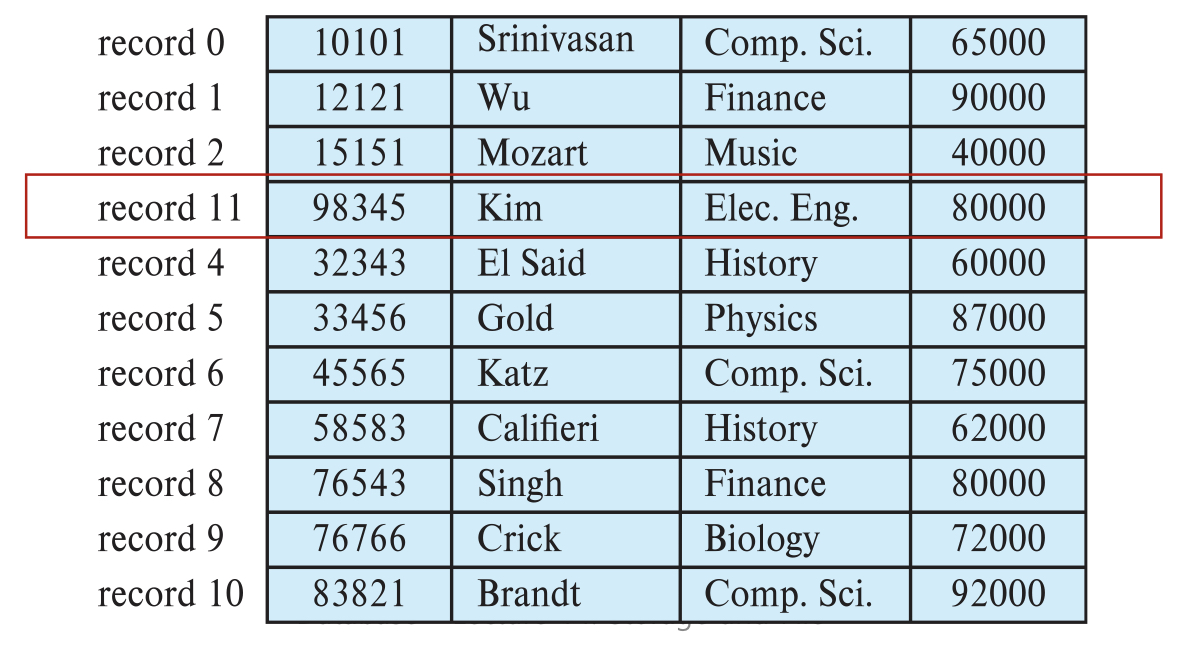 record 0 10101 Srinivasan Comp. Sci. 65000
record 1 12121 Wu Finance 90000
record 2 15151 Mozart Music 40000
record 11 98345 Kim Elec. Eng. 80000
record 4 32343 El Said History 60000
record 5 33456 Gold Physics 87000
record 6 45565 Katz Comp. Sci. 75000
record 7 58583 Califieri History 62000
record 8 76543 Singh Finance 80000
record 9 76766 Crick Biology 72000
record 10 83821 Brandt Comp. Sci. 92000